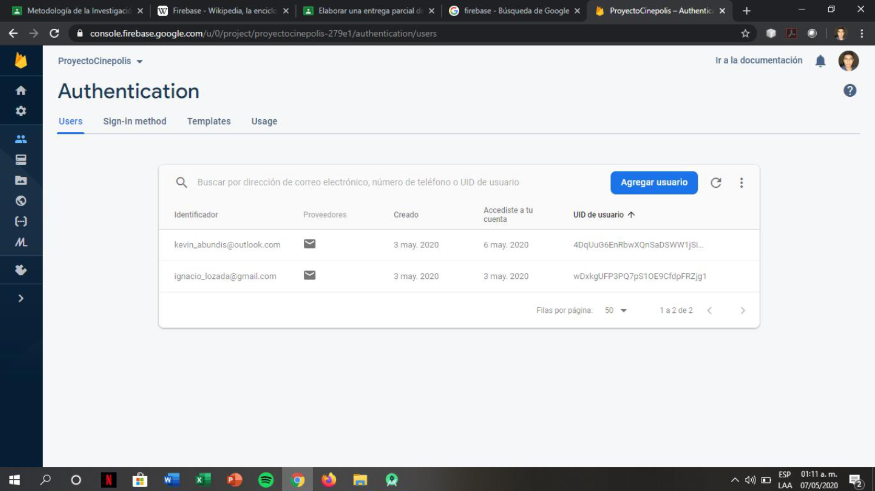 Metodología de la Investigació
Firebase - Wikipedia, la enciclo
Elaborar una entrega parcial de
firebase - Búsqueda de Google
ProyectoCinepolis – Authentic
console.firebase.google.com/u/0/project/proyectocinepolis-279e1/authentication/users
ProyectoCinepolis
Ir a la documentación
Authentication
Users Sign-in method Templates Usage
Buscar por dirección de correo electrónico, número de teléfono o UID de usuario
Agregar usuario
Identificador Proveedores Creado Accediste a tu cuenta UID de usuario
kevin_abundis@outlook.com 3 may. 2020 6 may. 2020 4DqUuG6EnRbwXQnSaDSWW1jSi...
ignacio_lozada@gmail.com 3 may. 2020 3 may. 2020 wDxkgUFP3PQ7pS1OE9CfdpFRZjg1
Filas por página: 50 1 a 2 de 2
ESP 01:11 a. m.
LAA 07/05/2020
2